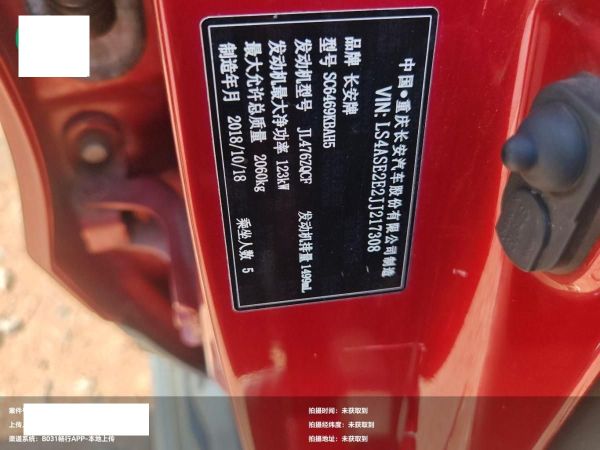 中国●重庆长安汽车股份有限公司制造
VIN: LS4ASE2E2JJ217308
品牌 长安牌
型号 SC6469KBAH5
发动机型号 JL476ZQCF 发动机排量 1499mL
发动机最大净功率 123kW
最大允许总质量 2060kg
制造年月 2018/10/18 乘坐人数 5
案件
上传
渠道系统：B031畅行APP-本地上传
拍摄时间：未获取到
拍摄经纬度：未获取到
拍摄地址：未获取到